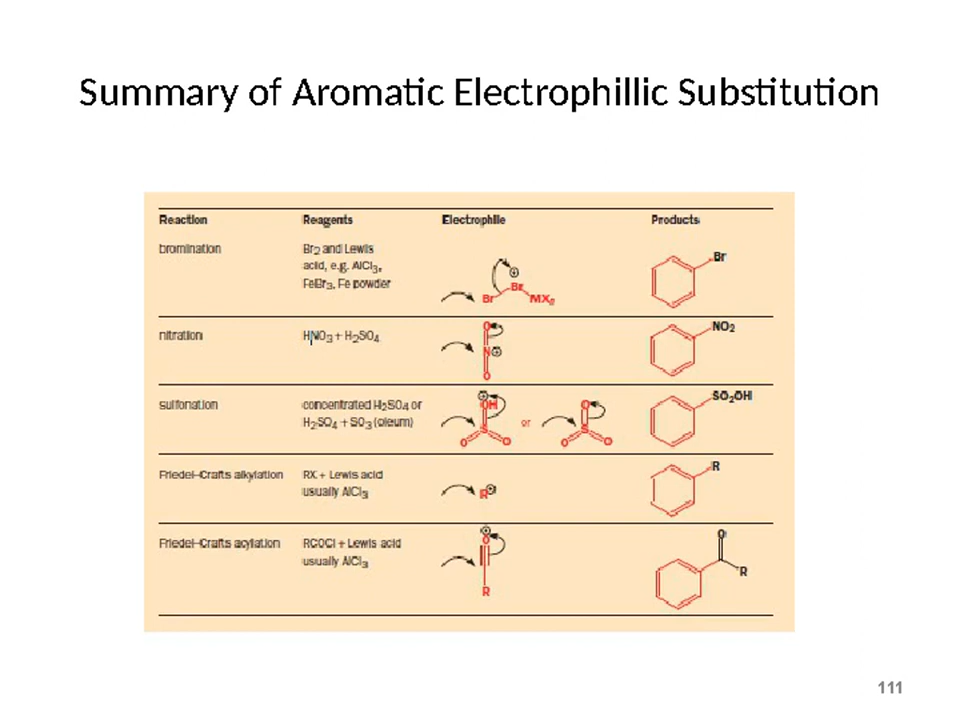 Summary of Aromatic Electrophillic Substitution
Reaction Reagents Electrophile Products
bromination Br2 and Lewis
acid, e.g. AlCl3,
FeBr3, Fe powder
Br Br MXn
Br
nitration HNO3 + H2SO4
O N O
NO2
sulfonation concentrated H2SO4 or
H2SO4 + SO3 (oleum)
OH S O O or O S O O
SO2OH
Friedel–Crafts alkylation RX + Lewis acid
usually AlCl3
R
R
Friedel–Crafts acylation RCOCl + Lewis acid
usually AlCl3
O R
O R
111